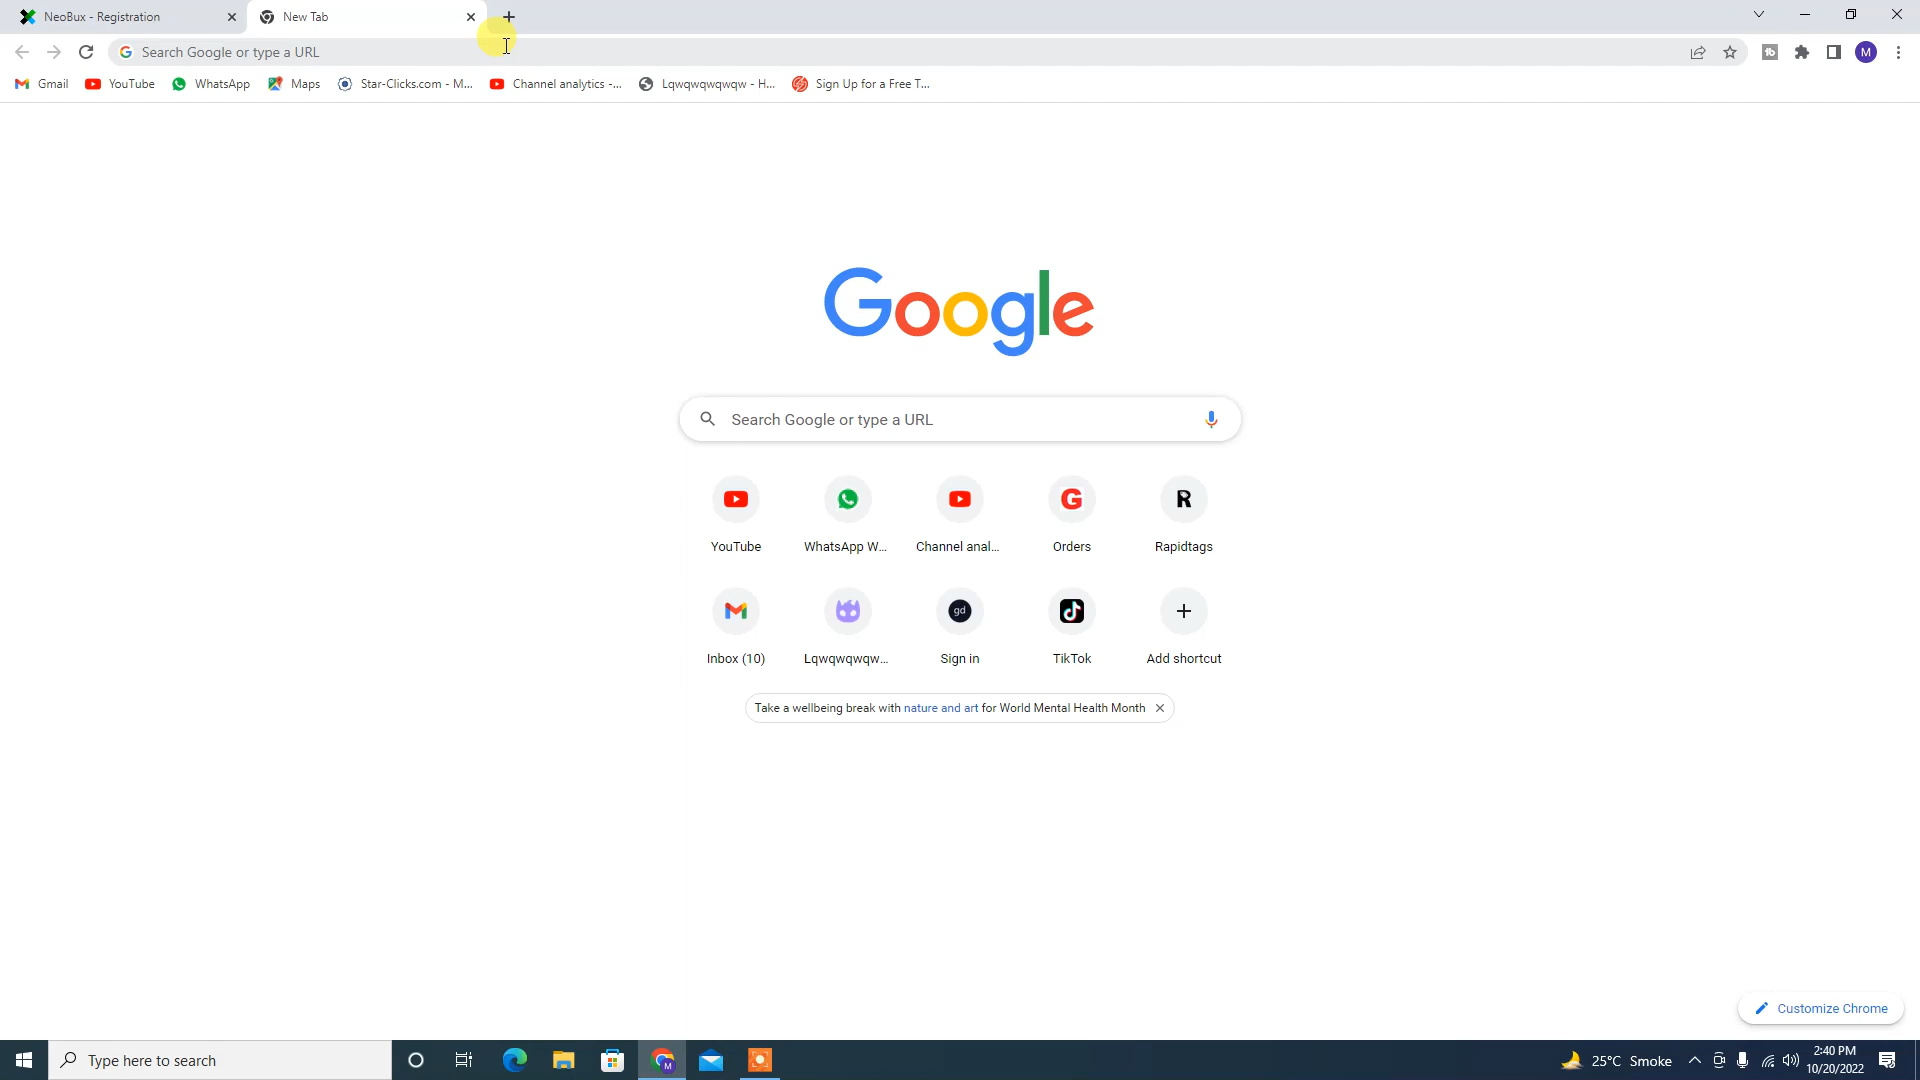 NeoBux - Registration
New Tab
Search Google or type a URL
M
Gmail
YouTube
WhatsApp
Maps
Star-Clicks.com - M...
Channel analytics -...
Lqwqwqwqwqw - H...
Sign Up for a Free T...
Google
Search Google or type a URL
YouTube
WhatsApp W...
Channel anal...
Orders
Rapidtags
Inbox (10)
Lqwqwqwqw...
Sign in
TikTok
Add shortcut
Take a wellbeing break with nature and art for World Mental Health Month
Customize Chrome
Type here to search
25°C Smoke
2:40 PM
10/20/2022